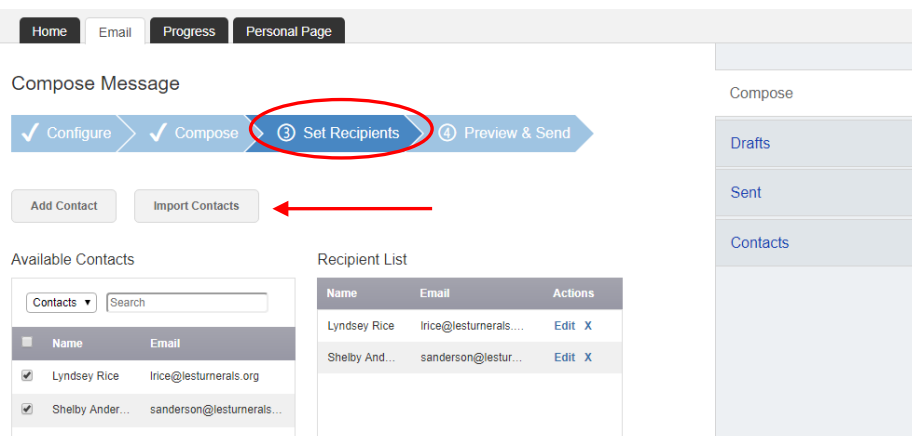 Home Email Progress Personal Page
Compose Message
Configure Compose 3 Set Recipients 4 Preview & Send
Add Contact Import Contacts
Available Contacts
Contacts Search
Name Email
Lyndsey Rice lrice@lesturnerals.org
Shelby Ander... sanderson@lesturnerals...
Recipient List
Name Email Actions
Lyndsey Rice lrice@lesturnerals.... Edit X
Shelby And... sanderson@lestur... Edit X
Compose
Drafts
Sent
Contacts